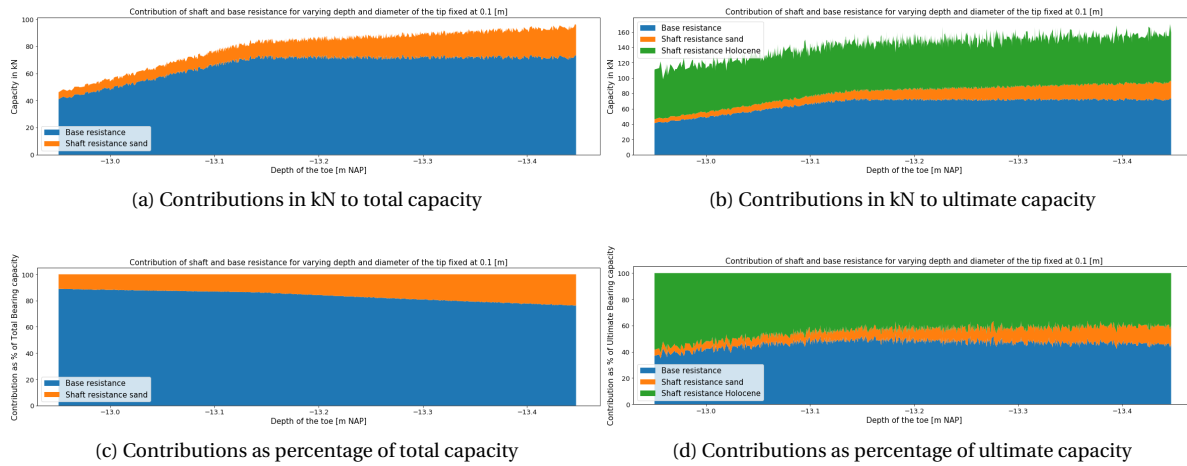 Contribution of shaft and base resistance for varying depth and diameter of the tip fixed at 0.1 [m]
100
80
60
40
20
0
Capacity in kN
Base resistance
Shaft resistance sand
−13.0
−13.1
−13.2
−13.3
−13.4
Depth of the toe [m NAP]
(a) Contributions in kN to total capacity
Contribution of shaft and base resistance for varying depth and diameter of the tip fixed at 0.1 [m]
160
140
120
100
80
60
40
20
0
Capacity in kN
Base resistance
Shaft resistance sand
Shaft resistance Holocene
−13.0
−13.1
−13.2
−13.3
−13.4
Depth of the toe [m NAP]
(b) Contributions in kN to ultimate capacity
Contribution of shaft and base resistance for varying depth and diameter of the tip fixed at 0.1 [m]
100
80
60
40
20
0
Contribution as % of Total Bearing capacity
Base resistance
Shaft resistance sand
−13.0
−13.1
−13.2
−13.3
−13.4
Depth of the toe [m NAP]
(c) Contributions as percentage of total capacity
Contribution of shaft and base resistance for varying depth and diameter of the tip fixed at 0.1 [m]
100
80
60
40
20
0
Contribution as % of Ultimate Bearing capacity
Base resistance
Shaft resistance sand
Shaft resistance Holocene
−13.0
−13.1
−13.2
−13.3
−13.4
Depth of the toe [m NAP]
(d) Contributions as percentage of ultimate capacity